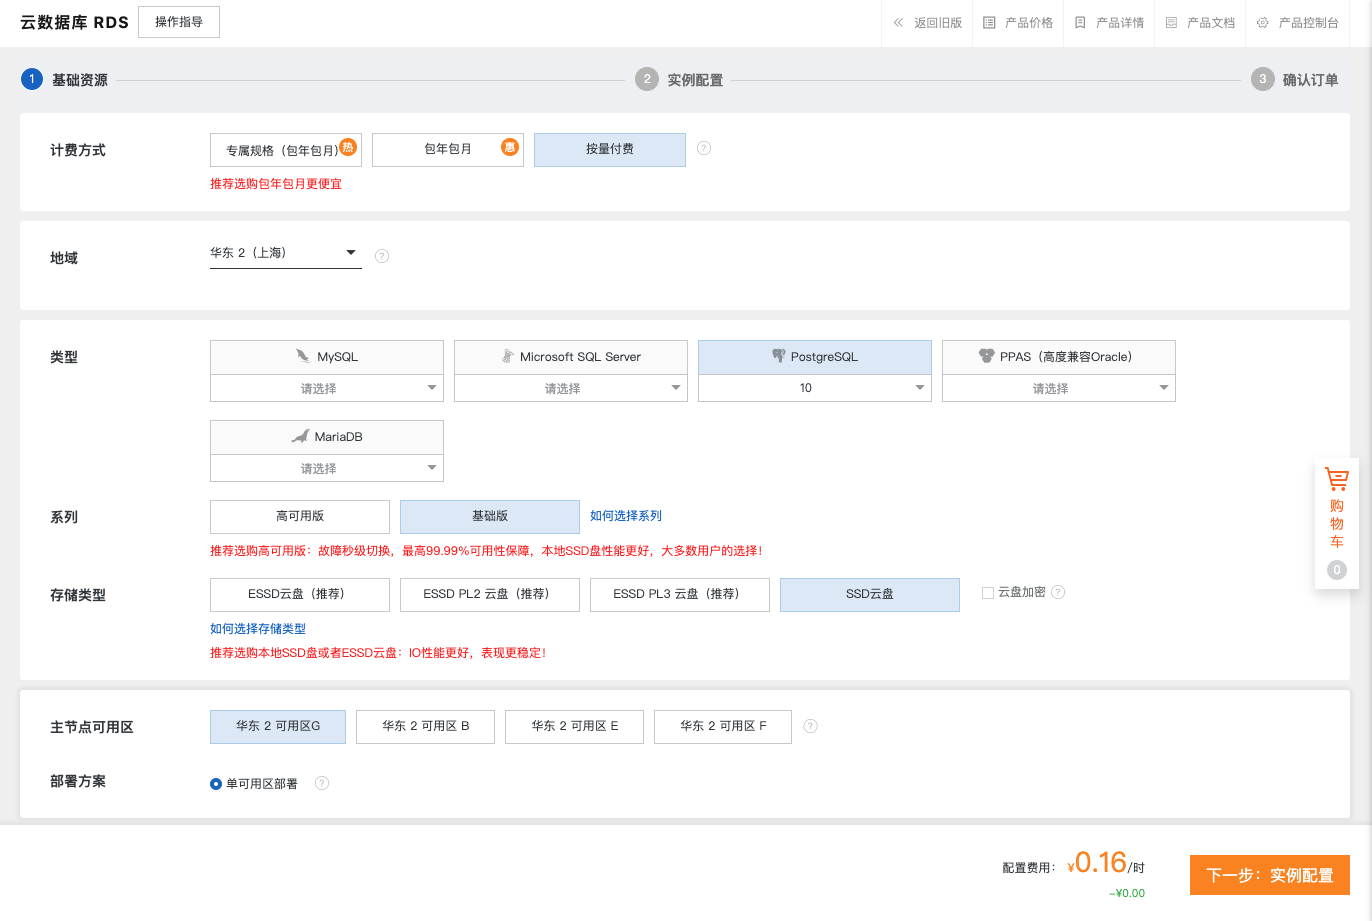 云数据库 RDS 操作指导 返回旧版 产品价格 产品详情 产品文档 产品控制台
1 基础资源 2 实例配置 3 确认订单
计费方式 专属规格（包年包月） 热 包年包月 惠 按量付费 ?
推荐选购包年包月更便宜
地域 华东 2（上海） ?
类型 MySQL Microsoft SQL Server PostgreSQL PPAS（高度兼容Oracle）
请选择 请选择 10 请选择
MariaDB
请选择
系列 高可用版 基础版 如何选择系列
推荐选购高可用版：故障秒级切换，最高99.99%可用性保障，本地SSD盘性能更好，大多数用户的选择！
存储类型 ESSD云盘（推荐） ESSD PL2 云盘（推荐） ESSD PL3 云盘（推荐） SSD云盘 云盘加密 ?
如何选择存储类型
推荐选购本地SSD盘或者ESSD云盘：IO性能更好，表现更稳定！
主节点可用区 华东 2 可用区G 华东 2 可用区 B 华东 2 可用区 E 华东 2 可用区 F ?
部署方案 单可用区部署 ?
购
物
车
0
配置费用： ¥0.16/时 下一步：实例配置
-¥0.00